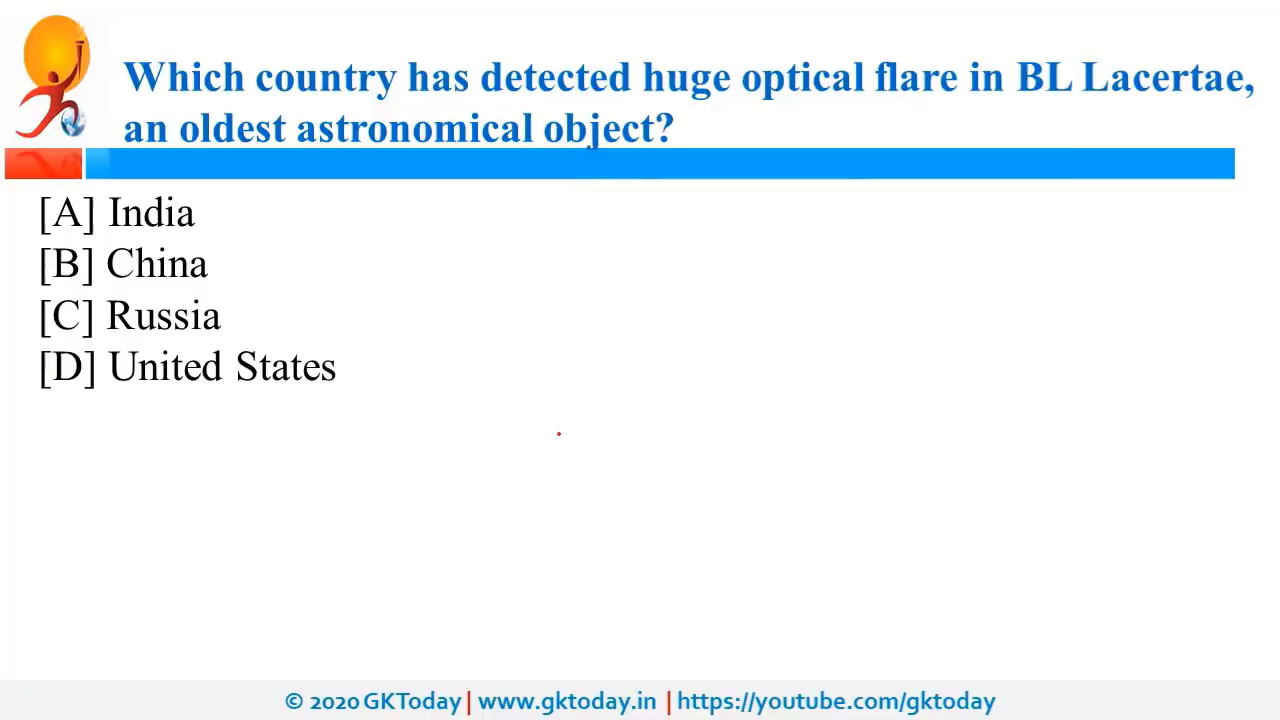 Which country has detected huge optical flare in BL Lacertae,
an oldest astronomical object?
[A] India
[B] China
[C] Russia
[D] United States
© 2020 GKToday | www.gktoday.in | https://youtube.com/gktoday